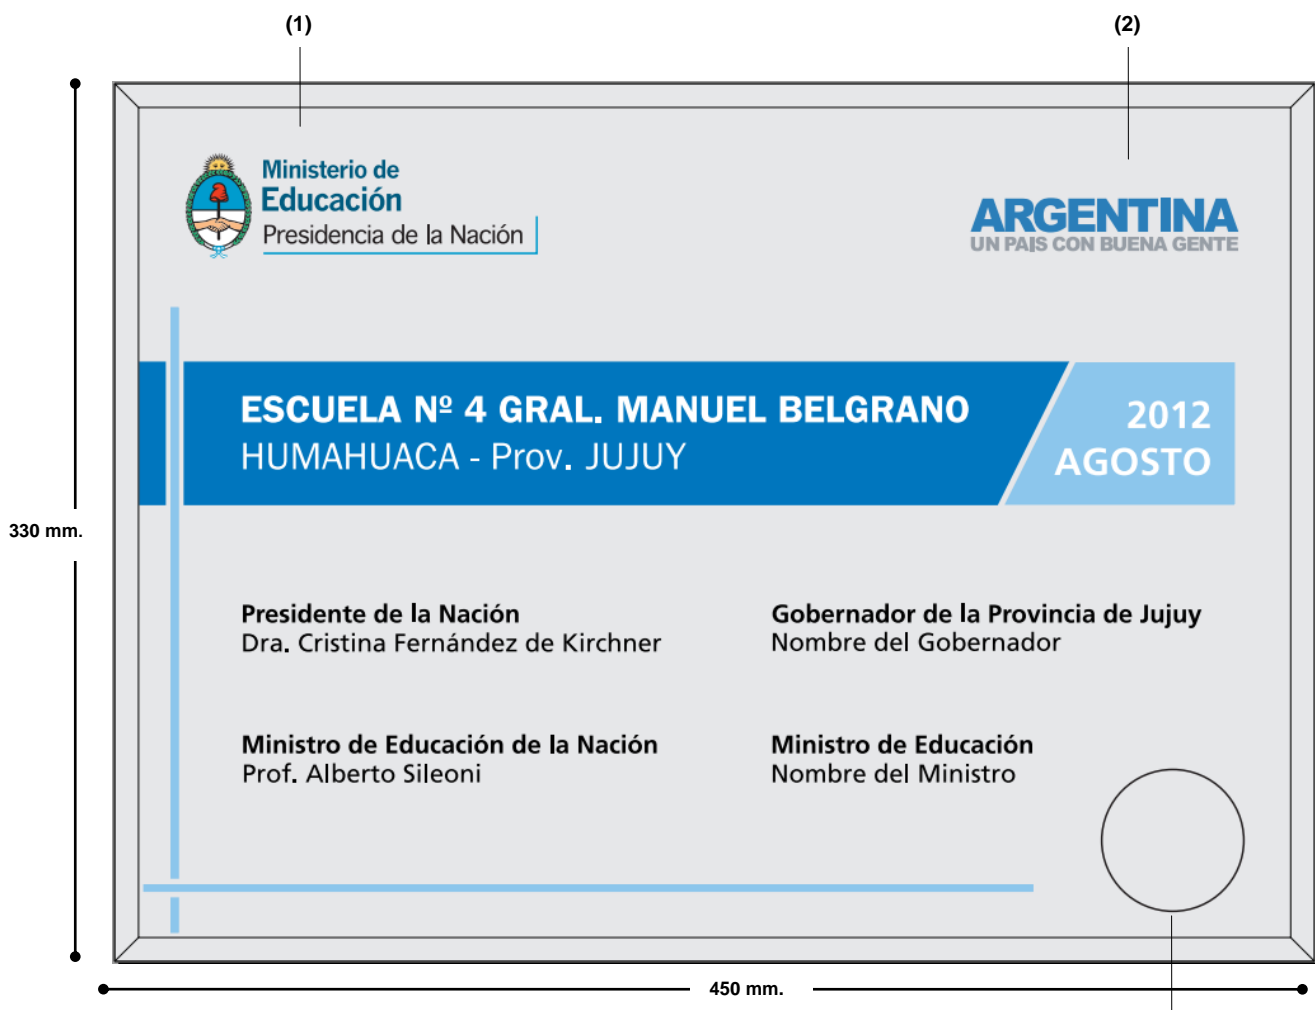 (1)
(2)
Ministerio de
Educación
Presidencia de la Nación
ARGENTINA
UN PAIS CON BUENA GENTE
ESCUELA Nº 4 GRAL. MANUEL BELGRANO
HUMAHUACA - Prov. JUJUY
2012
AGOSTO
330 mm.
Presidente de la Nación
Dra. Cristina Fernández de Kirchner
Gobernador de la Provincia de Jujuy
Nombre del Gobernador
Ministro de Educación de la Nación
Prof. Alberto Sileoni
Ministro de Educación
Nombre del Ministro
450 mm.